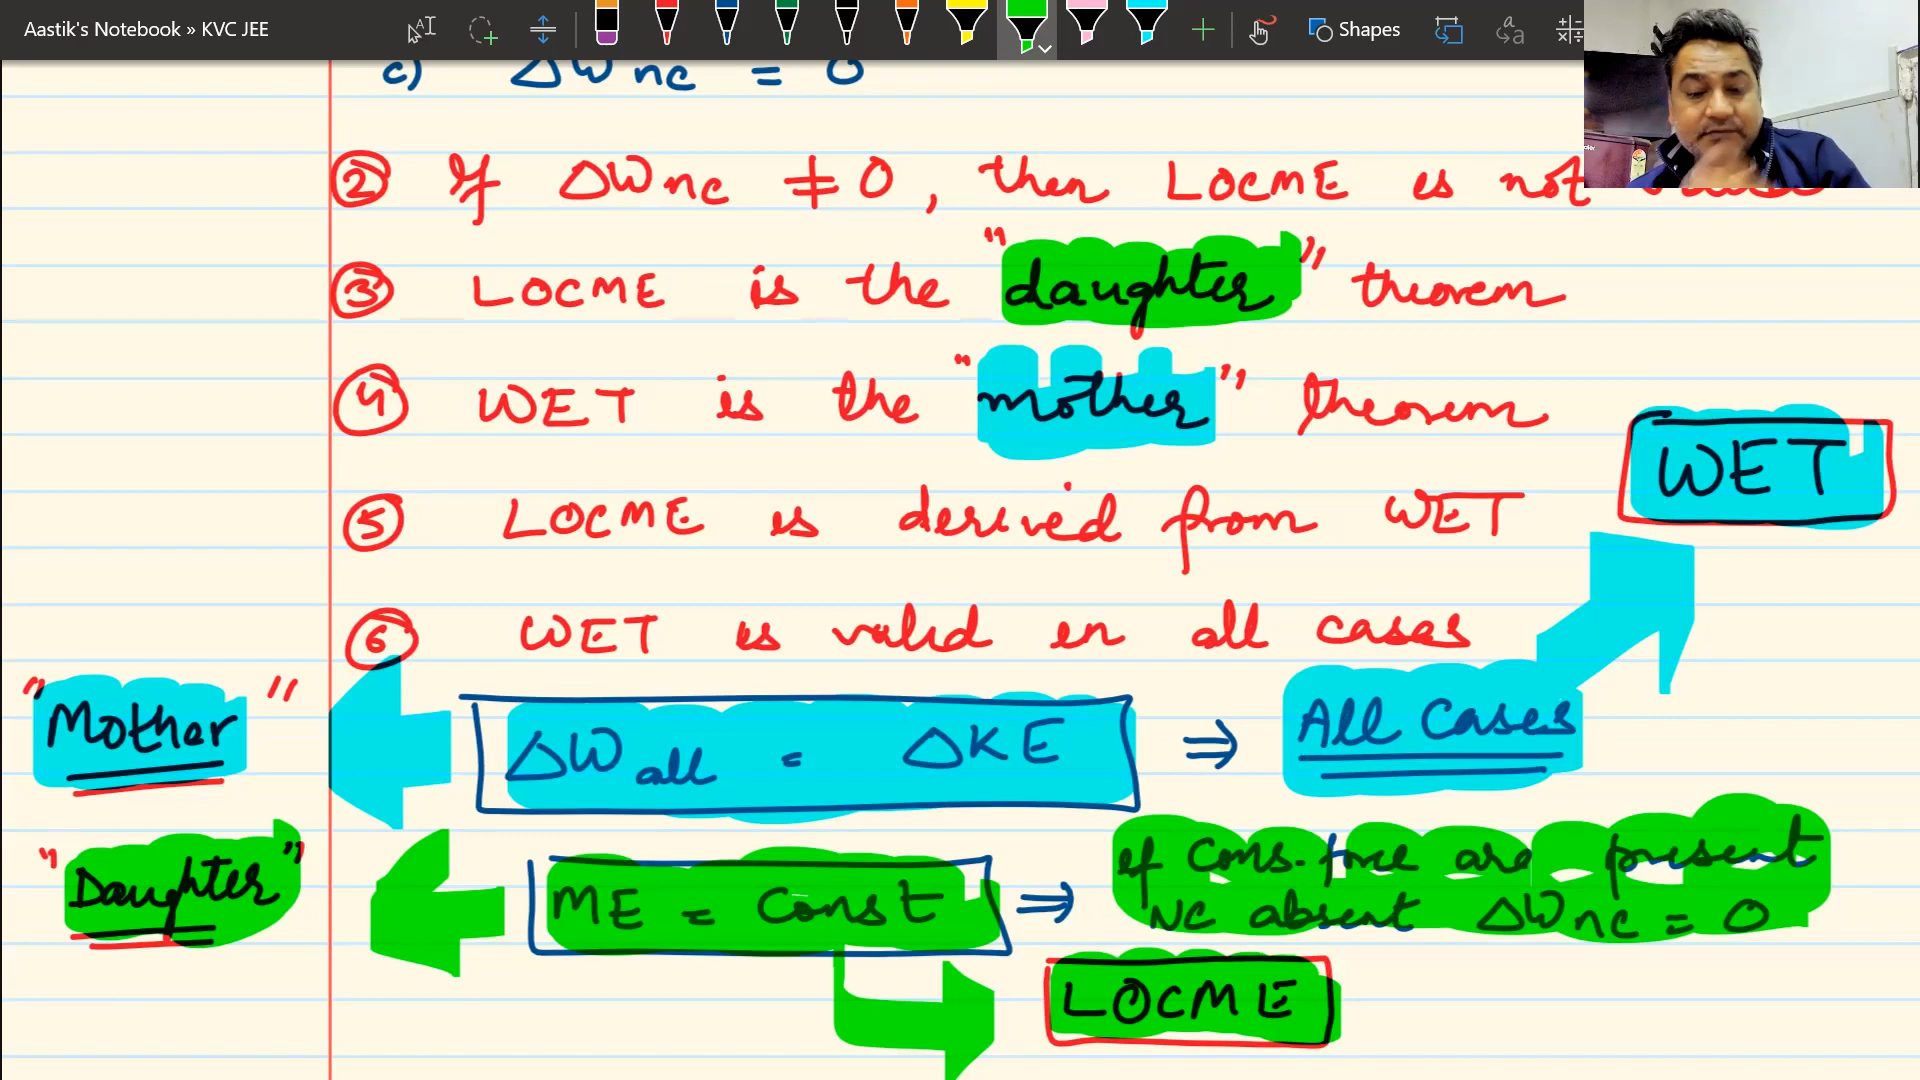 Aastik's Notebook » KVC JEE
Shapes
c) ΔWnc = 0
② If ΔWnc ≠ 0, then LOCME is not
③ LOCME is the "daughter" theorem
④ WET is the "mother" theorem
WET
⑤ LOCME is derived from WET
⑥ WET is valid in all cases
"Mother"
ΔW all = ΔKE ⇒ All Cases
"Daughter"
ME = Const ⇒ if Cons. force are present
NC absent ΔWnc = 0
LOCME